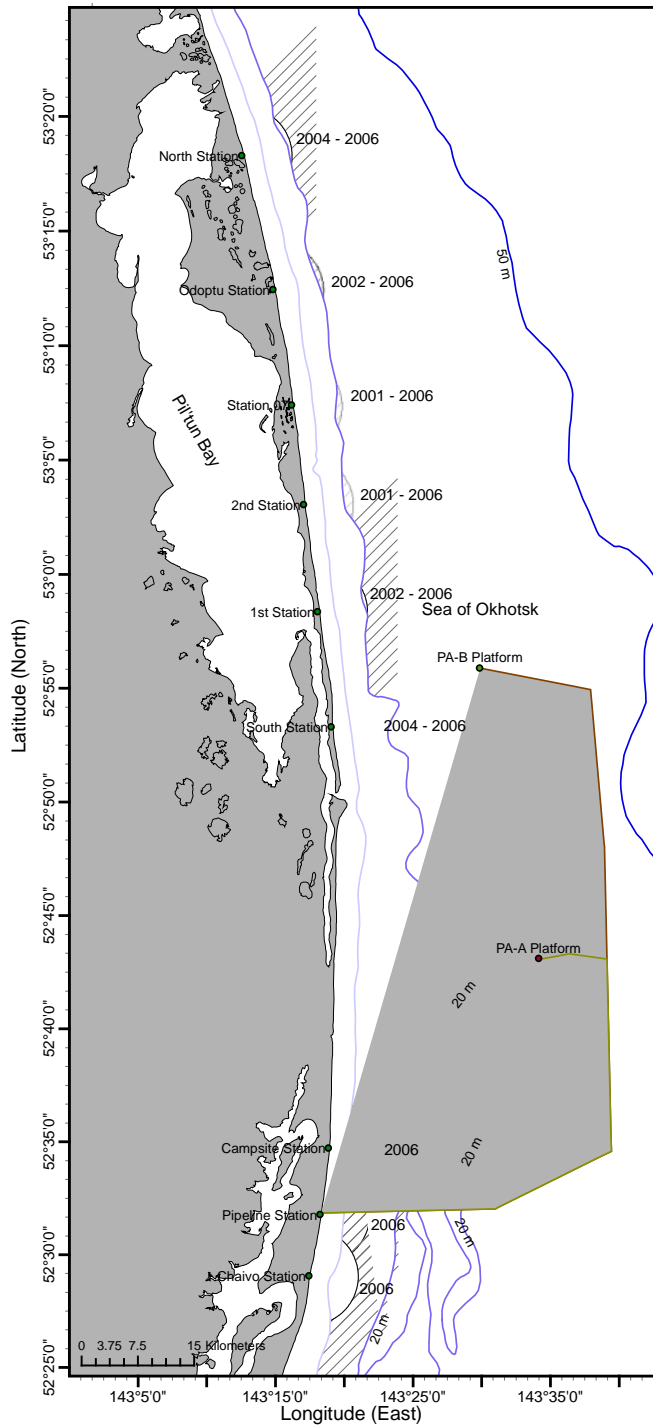 53°20'0"
2004 - 2006
North Station
53°15'0"
50 m
2002 - 2006
Odoptu Station
53°10'0"
2001 - 2006
Station 07
Pil'tun Bay
53°5'0"
2001 - 2006
2nd Station
53°0'0"
2002 - 2006
Sea of Okhotsk
1st Station
PA-B Platform
52°55'0"
2004 - 2006
South Station
Latitude (North)
52°50'0"
52°45'0"
PA-A Platform
20 m
52°40'0"
52°35'0"
Campsite Station
2006
20 m
Pipeline Station
2006
20 m
52°30'0"
Chaivo Station
2006
20 m
0 3.75 7.5 15 Kilometers
52°25'0"
143°5'0" 143°15'0" 143°25'0" 143°35'0"
Longitude (East)